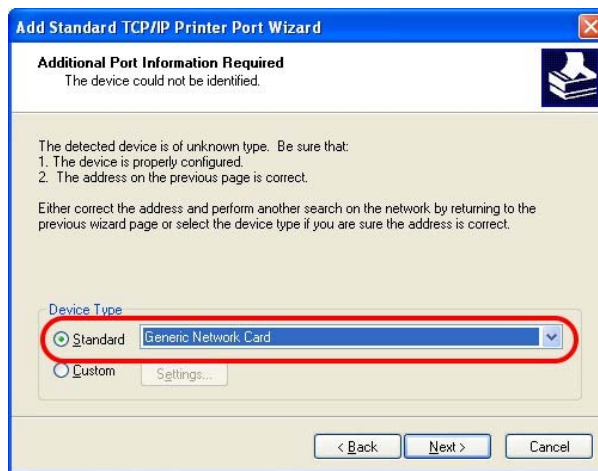 Add Standard TCP/IP Printer Port Wizard
Additional Port Information Required
The device could not be identified.
The detected device is of unknown type. Be sure that:
1. The device is properly configured.
2. The address on the previous page is correct.
Either correct the address and perform another search on the network by returning to the
previous wizard page or select the device type if you are sure the address is correct.
Device Type
Standard Generic Network Card
Custom Settings...
< Back Next > Cancel